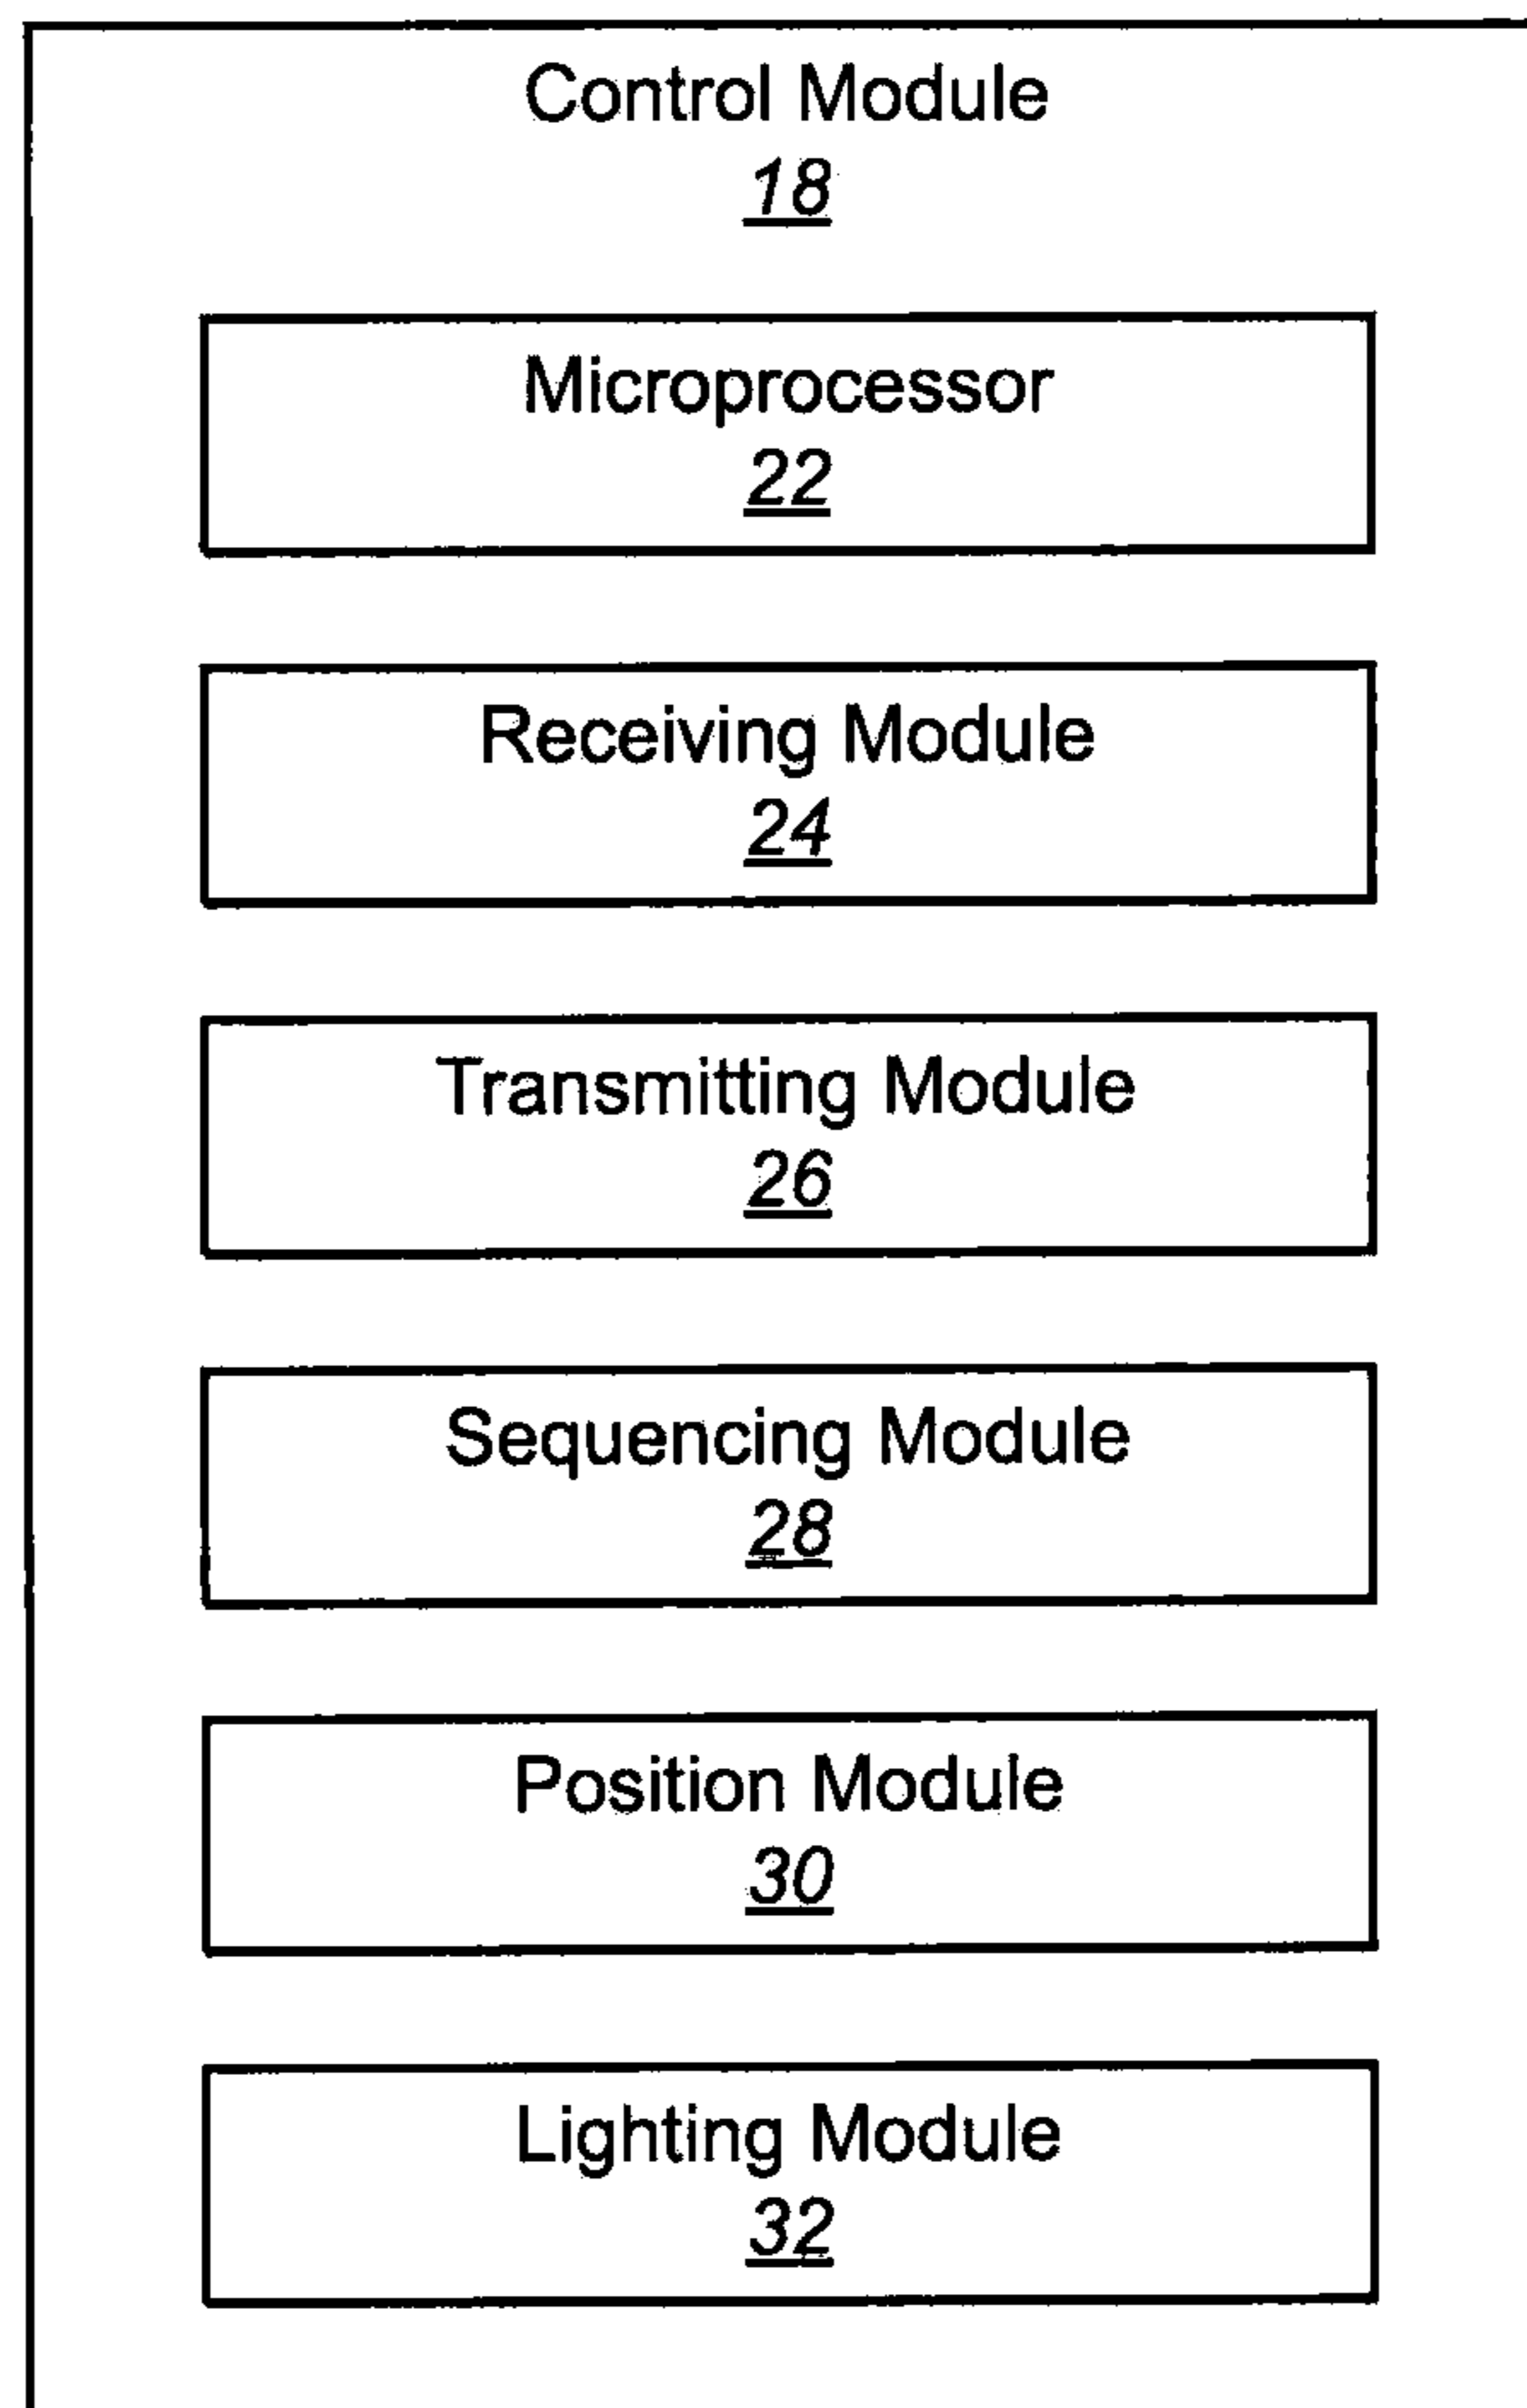 Control Module
18
Microprocessor
22
Receiving Module
24
Transmitting Module
26
Sequencing Module
28
Position Module
30
Lighting Module
32